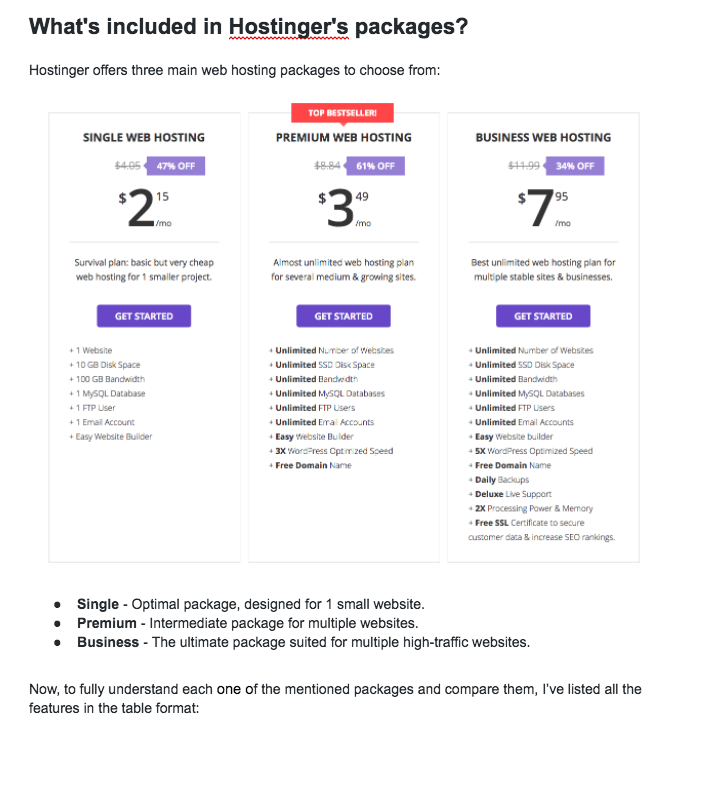 What's included in Hostinger's packages?
Hostinger offers three main web hosting packages to choose from:
TOP BESTSELLER!
SINGLE WEB HOSTING
$4.05 47% OFF
$2 15 /mo
Survival plan: basic but very cheap
web hosting for 1 smaller project.
GET STARTED
+ 1 Website
+ 10 GB Disk Space
+ 100 GB Bandwidth
+ 1 MySQL Database
+ 1 FTP User
+ 1 Email Account
+ Easy Website Builder
PREMIUM WEB HOSTING
$8.84 61% OFF
$3 49 /mo
Almost unlimited web hosting plan
for several medium & growing sites.
GET STARTED
+ Unlimited Number of Websites
+ Unlimited SSD Disk Space
+ Unlimited Bandwidth
+ Unlimited MySQL Databases
+ Unlimited FTP Users
+ Unlimited Email Accounts
+ Easy Website Builder
+ 3X WordPress Optimized Speed
+ Free Domain Name
BUSINESS WEB HOSTING
$11.99 34% OFF
$7 95 /mo
Best unlimited web hosting plan for
multiple stable sites & businesses.
GET STARTED
+ Unlimited Number of Websites
+ Unlimited SSD Disk Space
+ Unlimited Bandwidth
+ Unlimited MySQL Databases
+ Unlimited FTP Users
+ Unlimited Email Accounts
+ Easy Website builder
+ 5X WordPress Optimized Speed
+ Free Domain Name
+ Daily Backups
+ Deluxe Live Support
+ 2X Processing Power & Memory
+ Free SSL Certificate to secure
customer data & increase SEO rankings.
● Single - Optimal package, designed for 1 small website.
● Premium - Intermediate package for multiple websites.
● Business - The ultimate package suited for multiple high-traffic websites.
Now, to fully understand each one of the mentioned packages and compare them, I've listed all the
features in the table format: